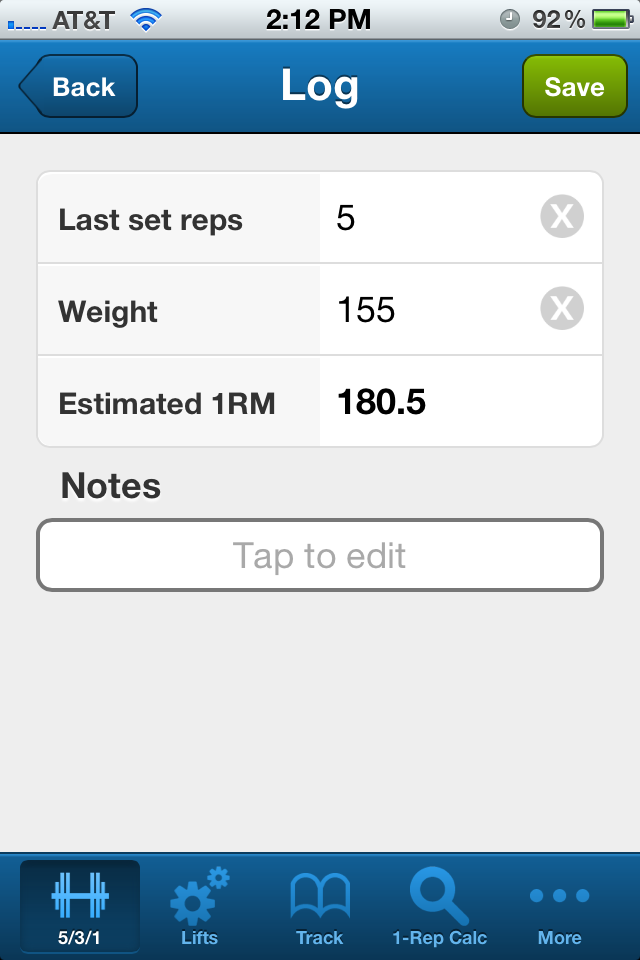 AT&T 2:12 PM 92%
Back Log Save
Last set reps 5 X
Weight 155 X
Estimated 1RM 180.5
Notes
Tap to edit
5/3/1 Lifts Track 1-Rep Calc More